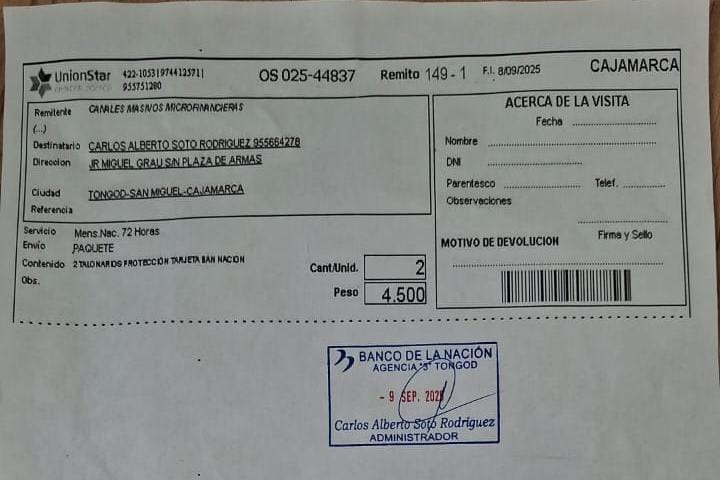 UnionStar 422-1053|974412571|
955751280
OS 025-44837 Remito 149-1 F.I. 8/09/2025 CAJAMARCA
Remitente CANALES MASIVOS MICROFINANCIERAS
(...)
Destinatario CARLOS ALBERTO SOTO RODRIGUEZ 955664278
Direccion JR MIGUEL GRAU S/N PLAZA DE ARMAS
Ciudad TONGOD-SAN MIGUEL-CAJAMARCA
Referencia
Servicio Mens.Nac. 72 Horas
Envio PAQUETE
Contenido 2 TALONARIOS PROTECCIÓN TARJETA BAN NACION
Obs.
Cant/Unid. 2
Peso 4.500
ACERCA DE LA VISITA
Fecha
Nombre
DNI
Parentesco Telef.
Observaciones
Firma y Sello
MOTIVO DE DEVOLUCION
BANCO DE LA NACIÓN
AGENCIA "3" TONGOD
- 9 SEP. 2025
Carlos Alberto Soto Rodríguez
ADMINISTRADOR